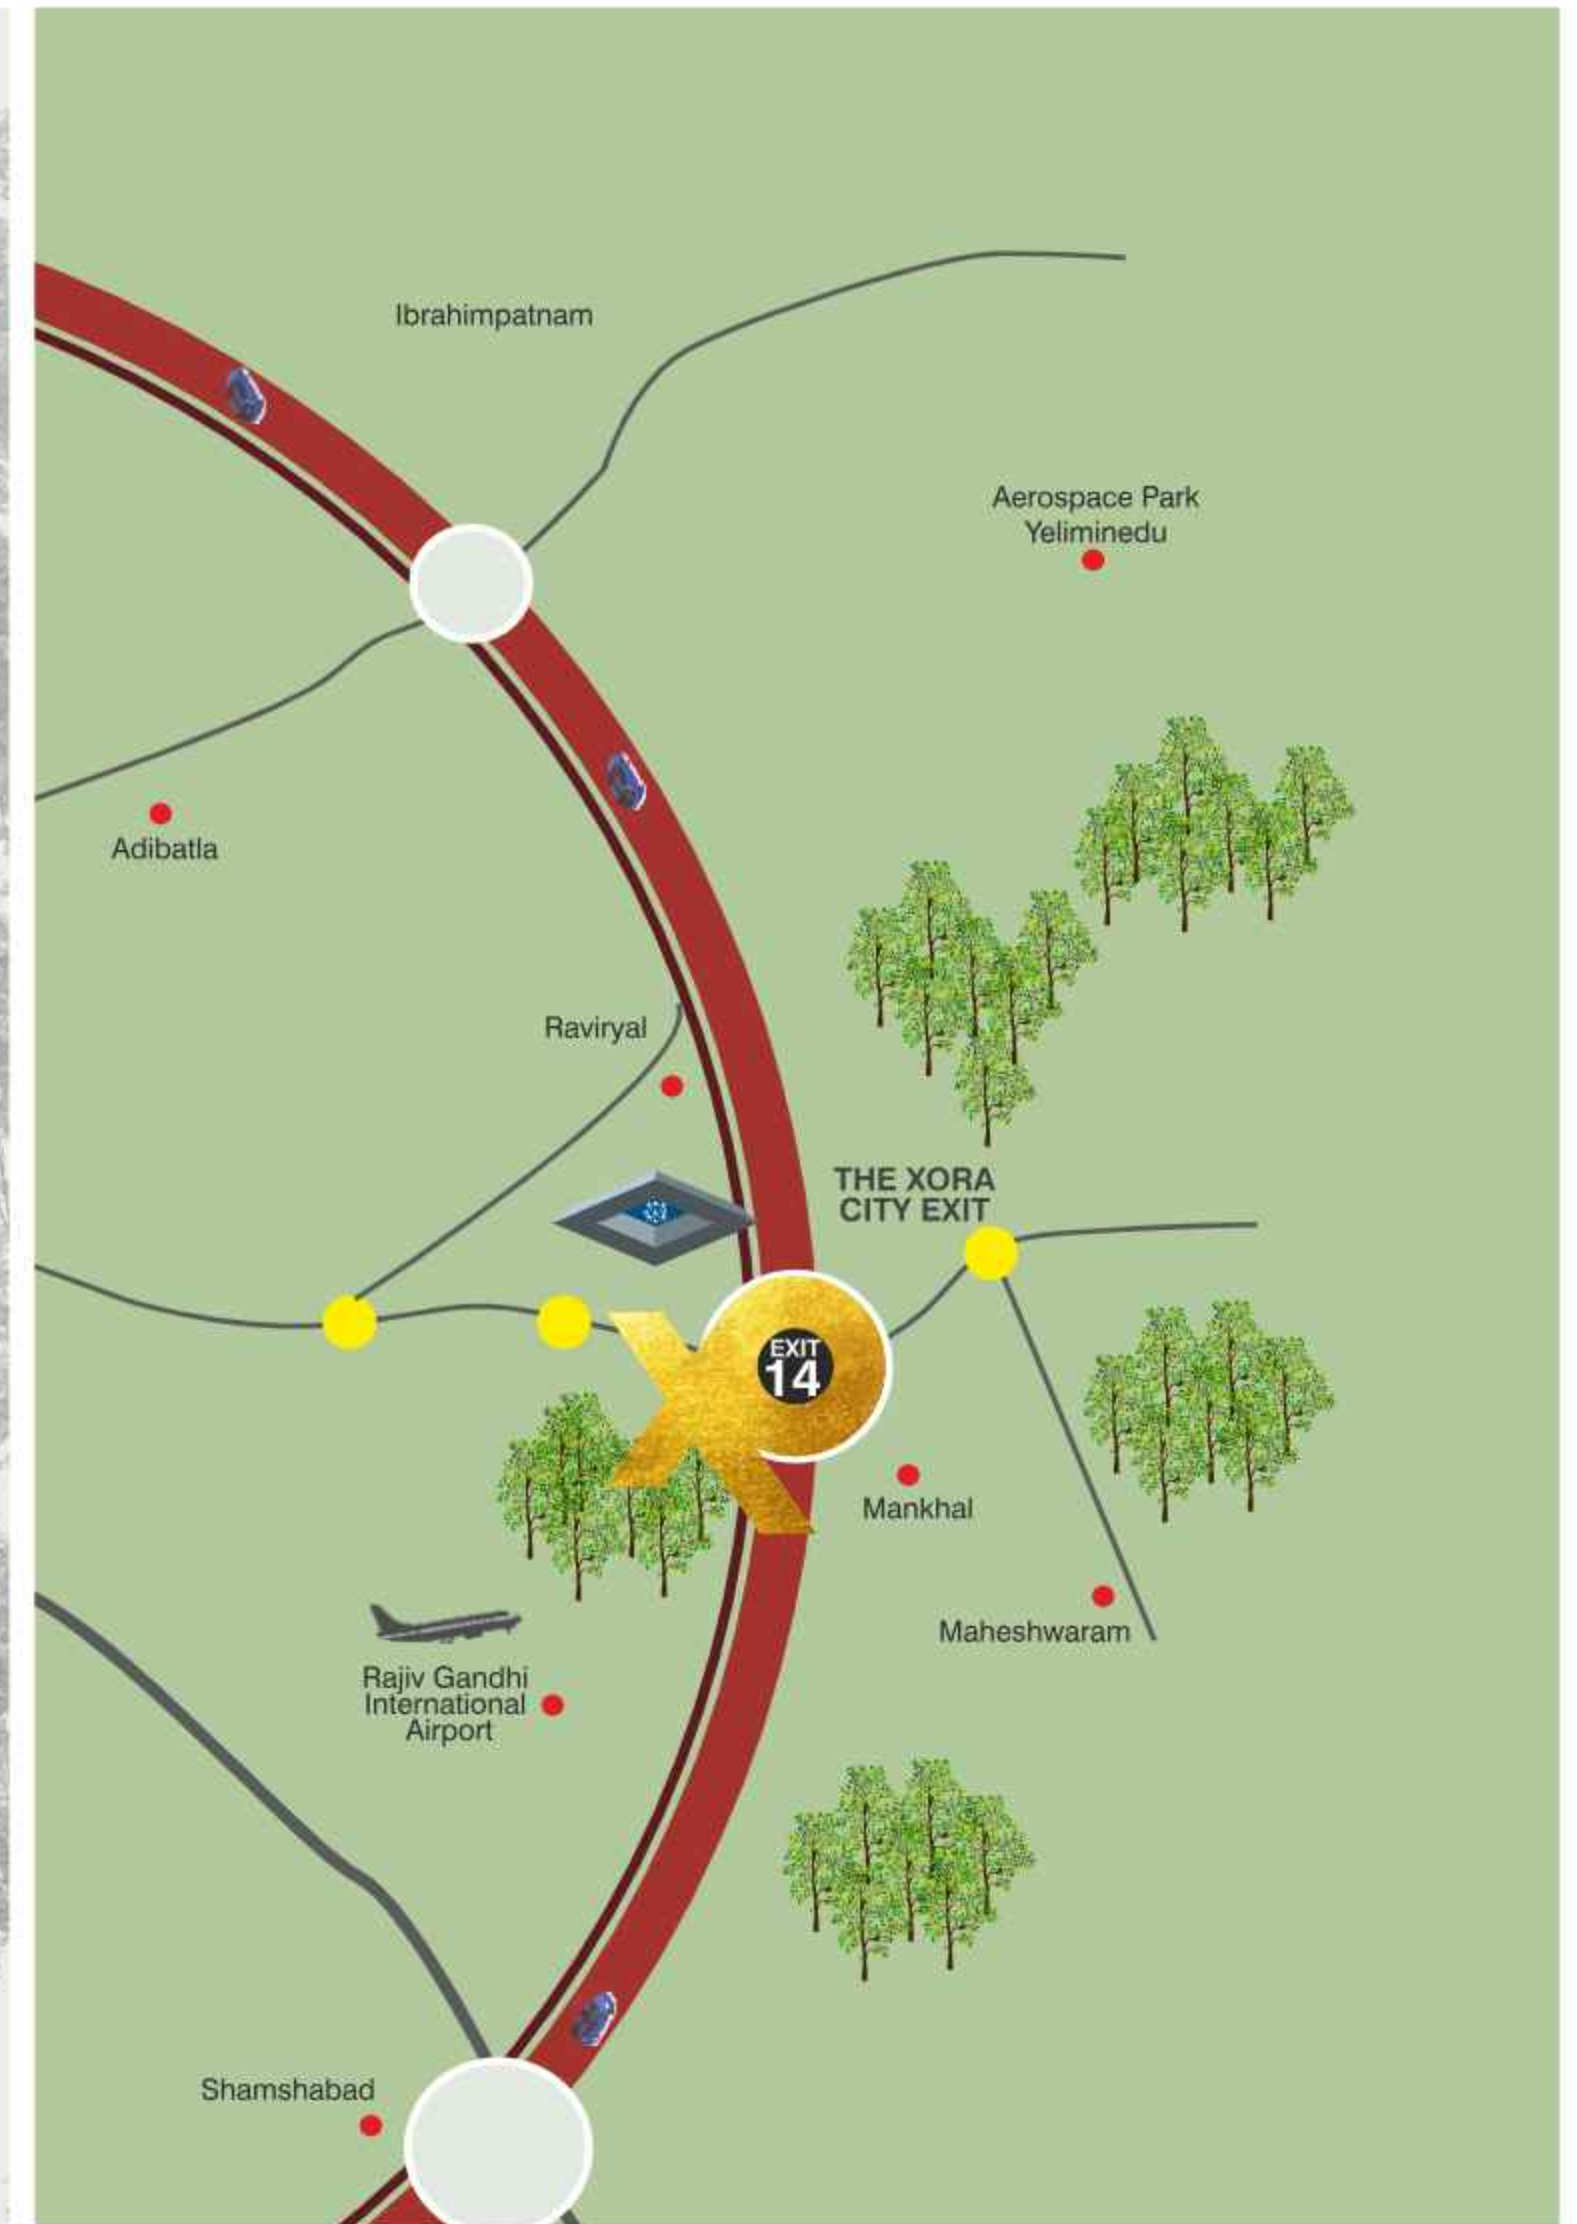 Ibrahimpatnam
Aerospace Park
Yeliminedu
Adibatla
Raviryal
THE XORA
CITY EXIT
EXIT
14
Mankhal
Maheshwaram
Rajiv Gandhi
International
Airport
Shamshabad